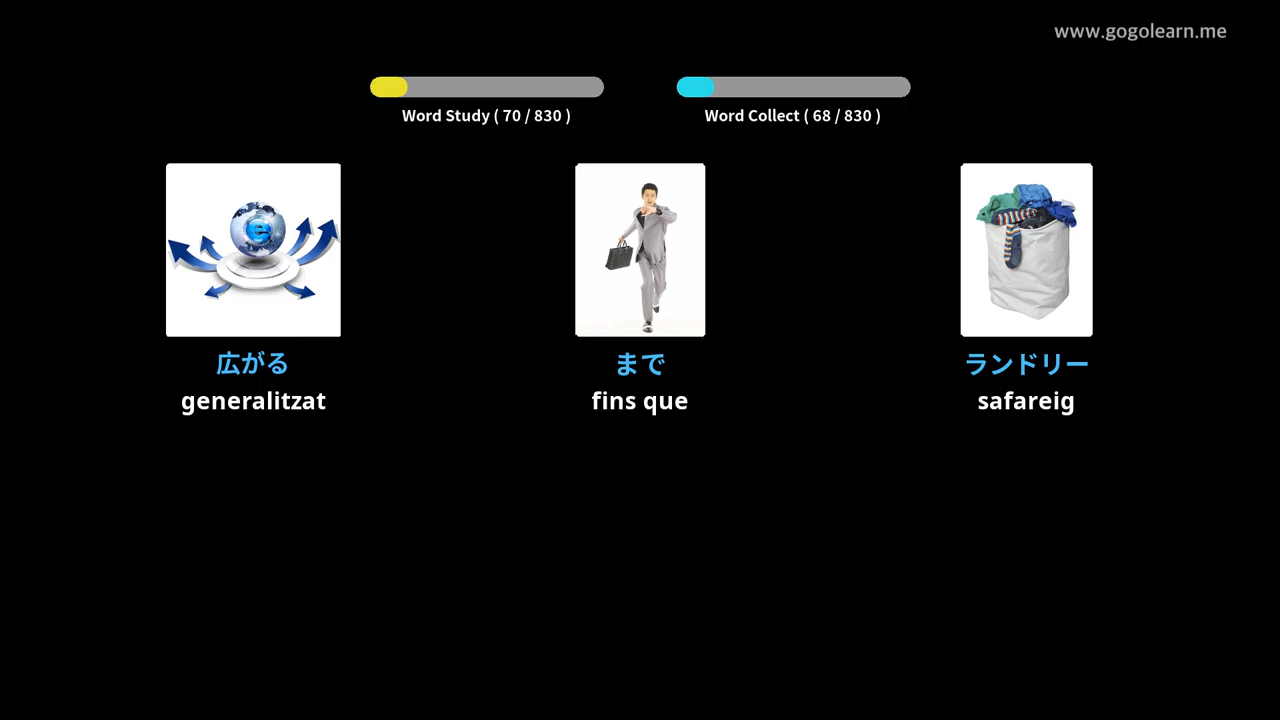 www.gogolearn.me
Word Study ( 70 / 830 )
Word Collect ( 68 / 830 )
広がる
generalitzat
まで
fins que
ランドリー
safareig